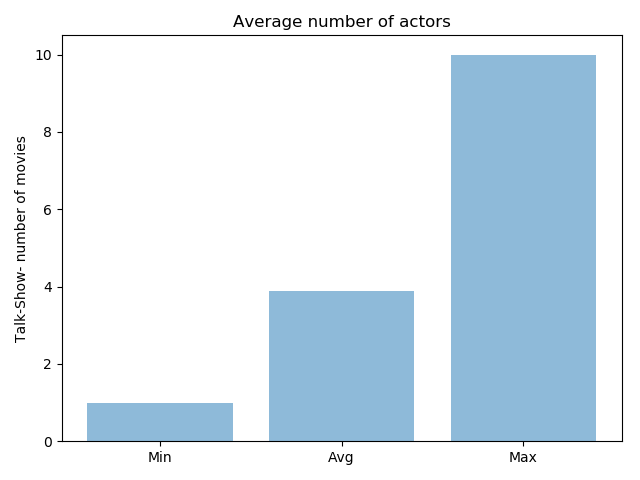 Average number of actors
Talk-Show- number of movies
10
8
6
4
2
0
Min
Avg
Max